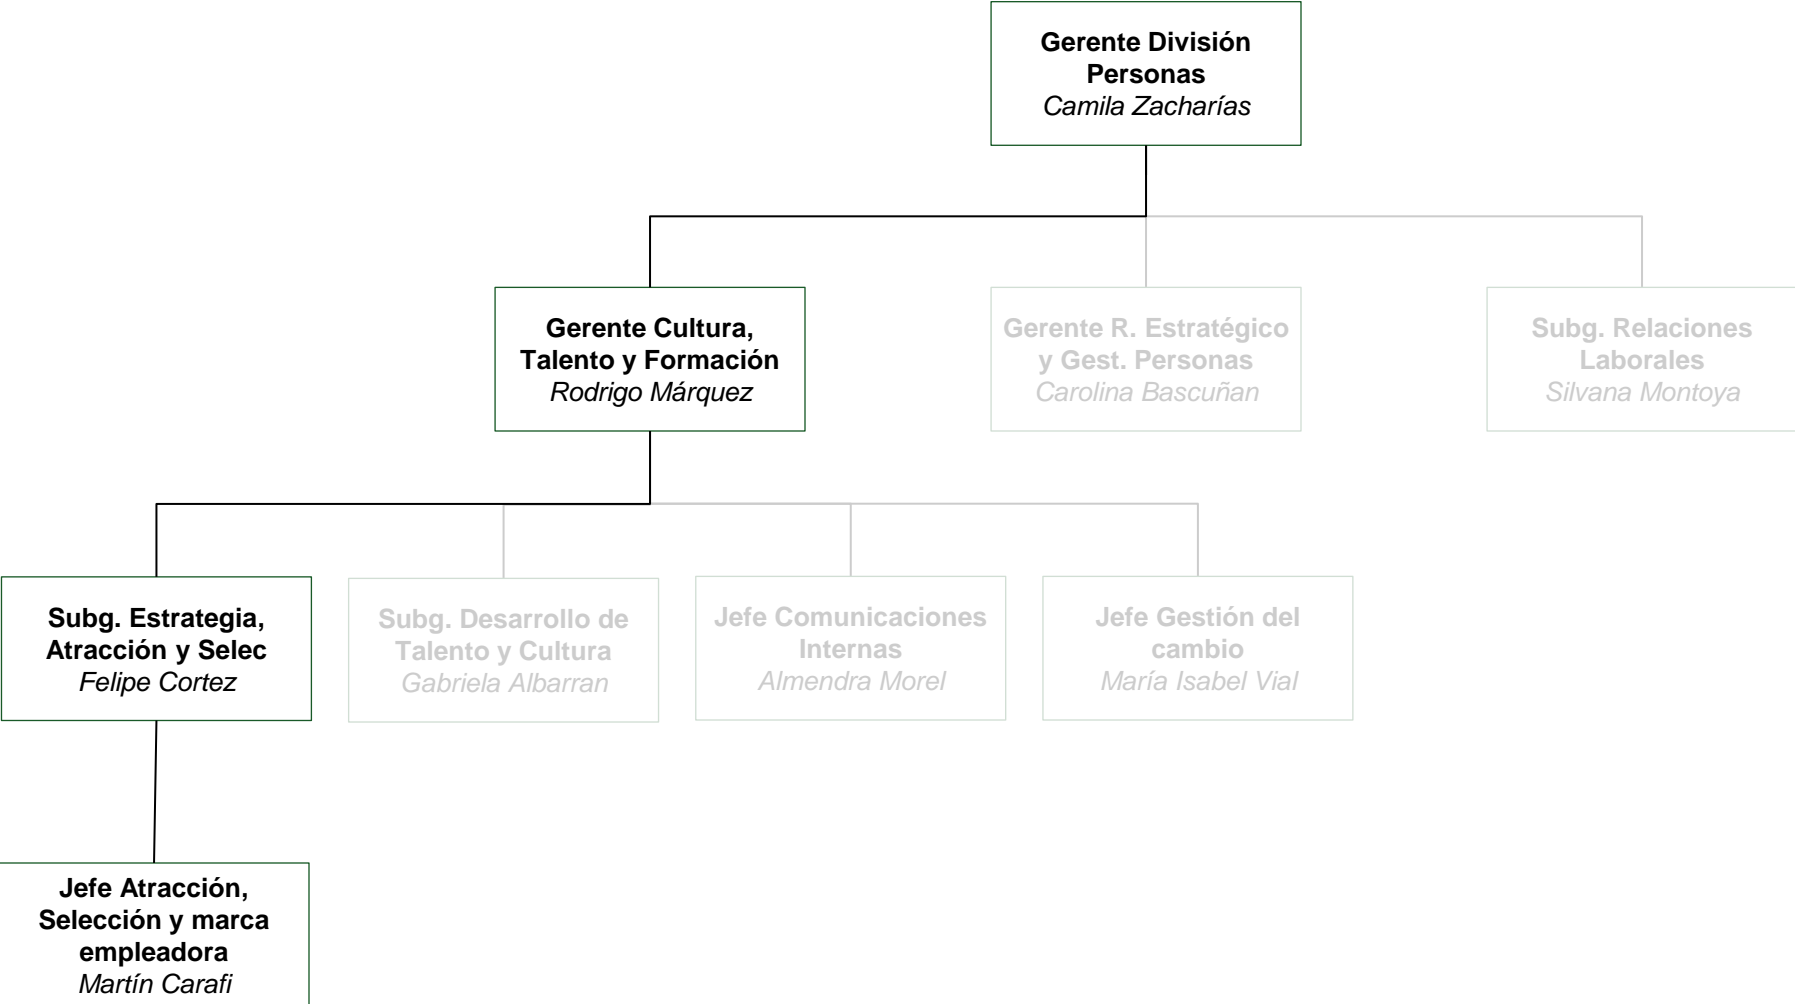 Gerente División
Personas
Camila Zacharías
Gerente Cultura,
Talento y Formación
Rodrigo Márquez
Gerente R. Estratégico
y Gest. Personas
Carolina Bascuñan
Subg. Relaciones
Laborales
Silvana Montoya
Subg. Estrategia,
Atracción y Selec
Felipe Cortez
Subg. Desarrollo de
Talento y Cultura
Gabriela Albarran
Jefe Comunicaciones
Internas
Almendra Morel
Jefe Gestión del
cambio
María Isabel Vial
Jefe Atracción,
Selección y marca
empleadora
Martín Carafi